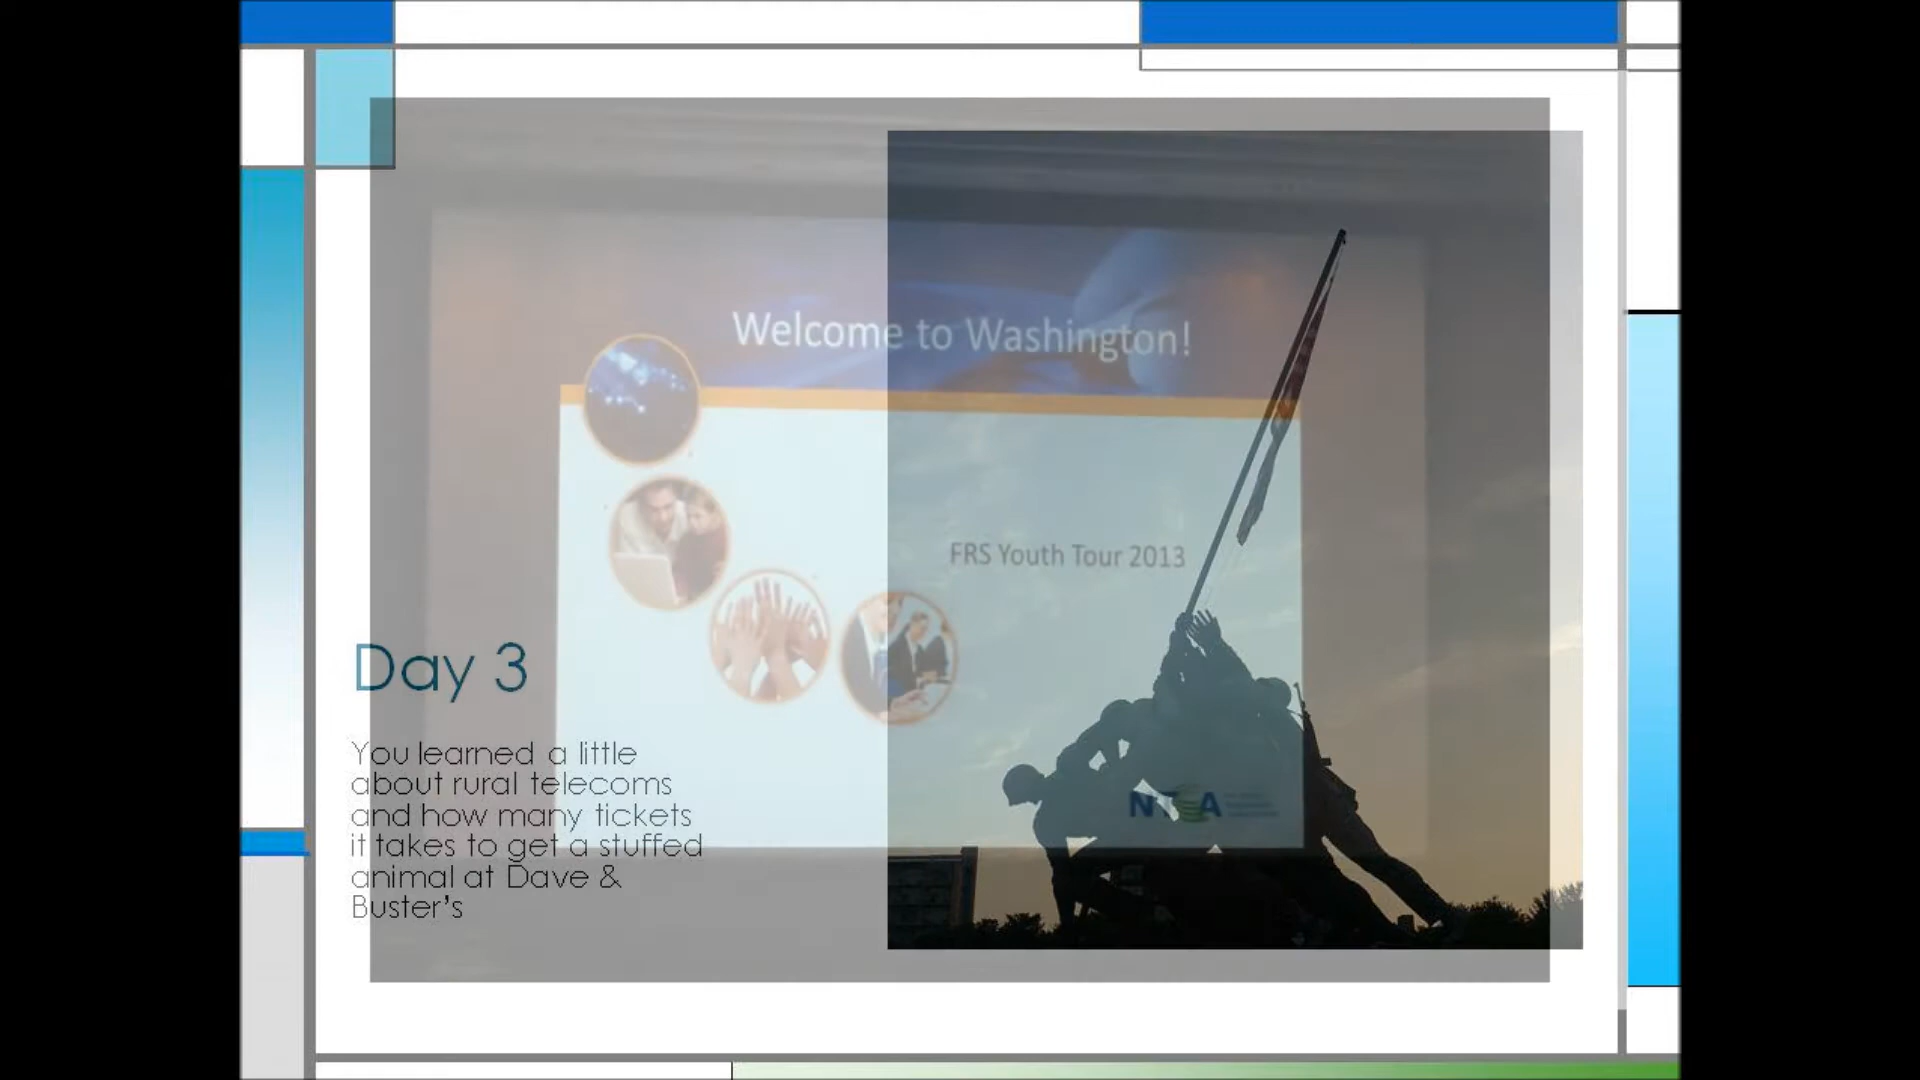 Welcome to Washington!
FRS Youth Tour 2013
Day 3
You learned a little
about rural telecoms
and how many tickets
it takes to get a stuffed
animal at Dave &
Buster's
NTCA